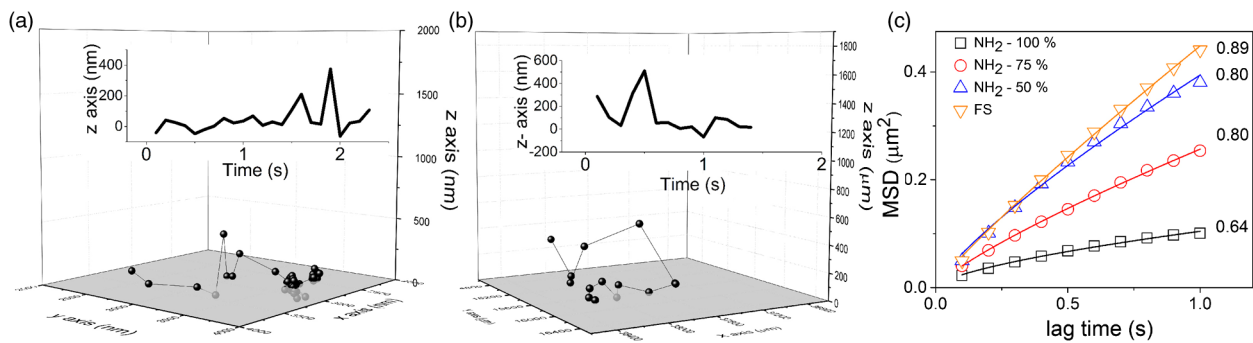 (a)
z axis (nm)
400
200
0
0
1
2
Time (s)
2000
1500
1000
500
0
z axis (nm)
y axis (nm)
x axis (nm)
(b)
z- axis (nm)
600
400
200
0
-200
0
1
2
Time (s)
1800
1600
1400
1200
1000
800
600
400
200
0
z axis (μm)
x axis (μm)
(c)
NH2 - 100 %
NH2 - 75 %
NH2 - 50 %
FS
0.89
0.80
0.80
0.64
MSD (μm²)
0.4
0.2
0
0.0
0.5
1.0
lag time (s)